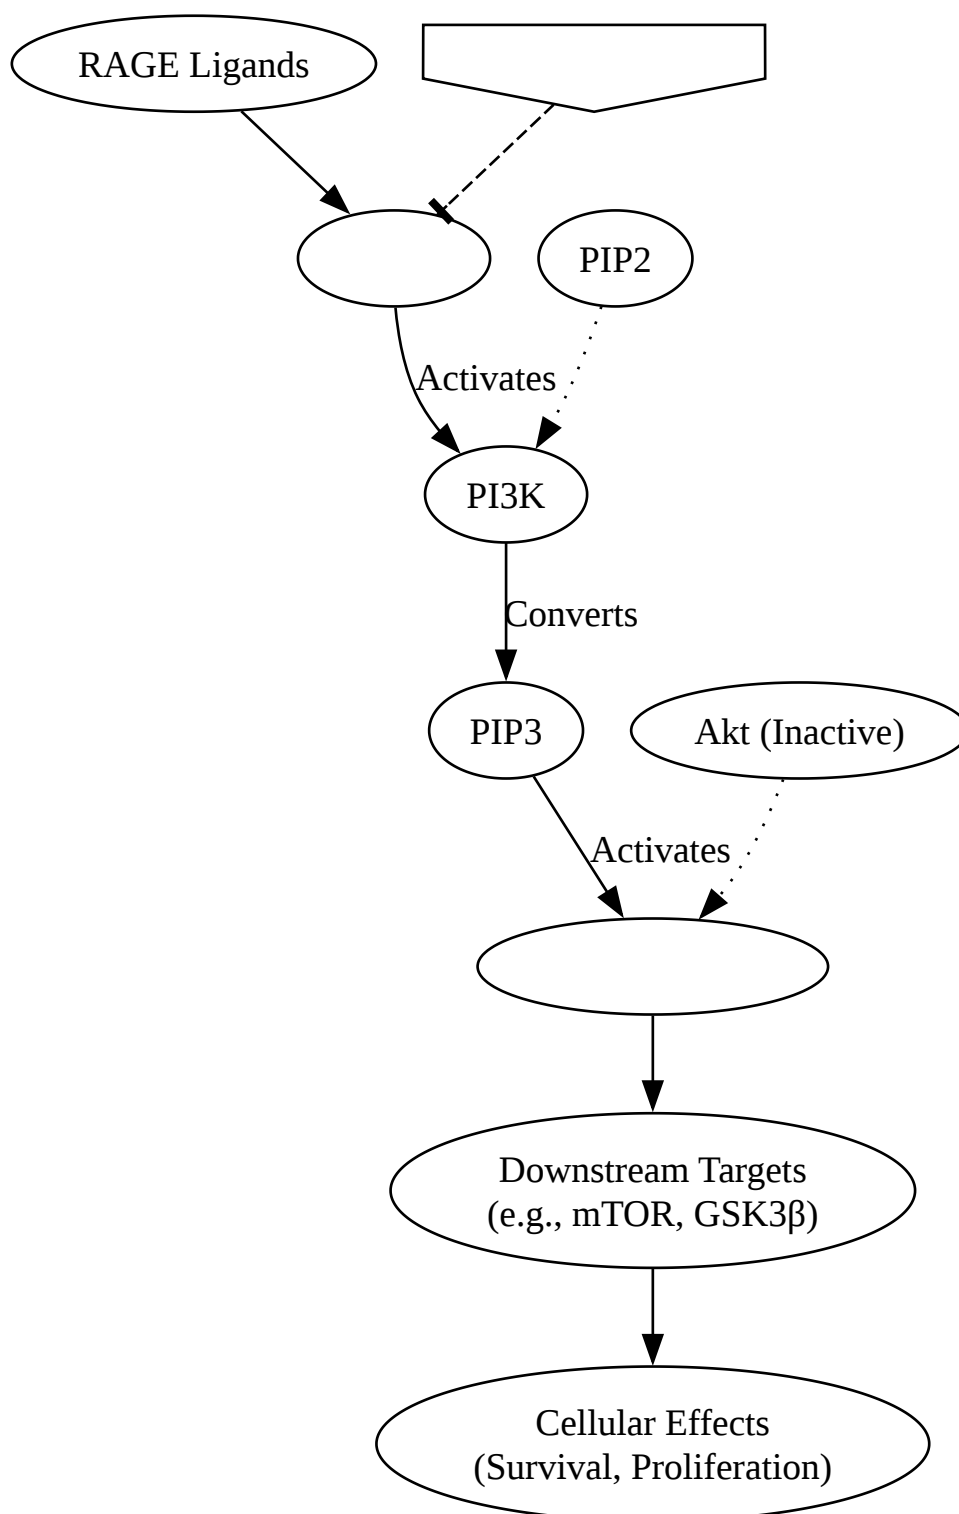 RAGE Ligands
PIP2
Activates
PI3K
Converts
PIP3
Akt (Inactive)
Activates
Downstream Targets
(e.g., mTOR, GSK3β)
Cellular Effects
(Survival, Proliferation)